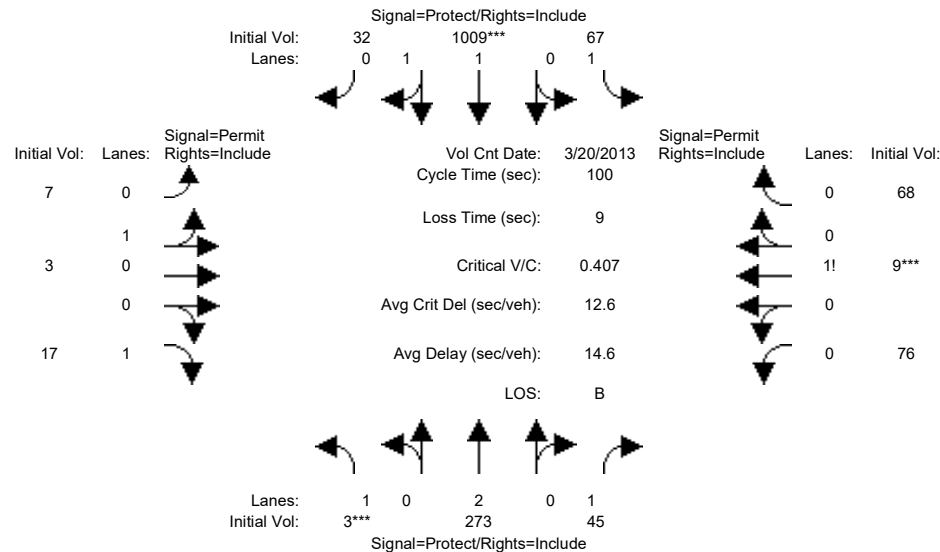 Signal=Protect/Rights=Include
Initial Vol: 32 1009*** 67
Lanes: 0 1 1 0 1
Signal=Permit
Initial Vol: Lanes: Rights=Include
7 0
1
3 0
0
17 1
Vol Cnt Date: 3/20/2013
Cycle Time (sec): 100
Loss Time (sec): 9
Critical V/C: 0.407
Avg Crit Del (sec/veh): 12.6
Avg Delay (sec/veh): 14.6
LOS: B
Signal=Permit
Rights=Include Lanes: Initial Vol:
0 68
0
1! 9***
0
0 76
Lanes: 1 0 2 0 1
Initial Vol: 3*** 273 45
Signal=Protect/Rights=Include